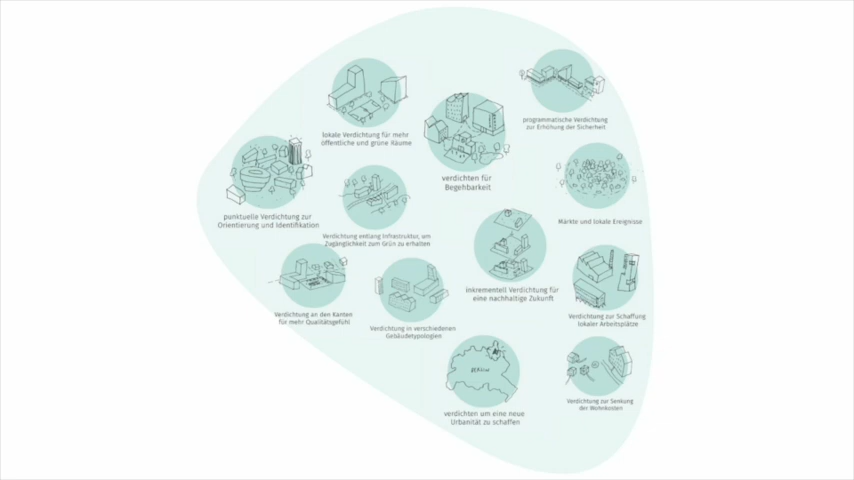 lokale Verdichtung für mehr
öffentliche und grüne Räume
programmatische Verdichtung
zur Erhöhung der Sicherheit
verdichten für
Begehbarkeit
punktuelle Verdichtung zur
Orientierung und Identifikation
Märkte und lokale Ereignisse
Verdichtung entlang Infrastruktur, um
Zugänglichkeit zum Grün zu erhalten
inkrementell Verdichtung für
eine nachhaltige Zukunft
Verdichtung an den Kanten
für mehr Qualitätsgefühl
Verdichtung in verschiedenen
Gebäudetypologien
Verdichtung zur Schaffung
lokaler Arbeitsplätze
verdichten um eine neue
Urbanität zu schaffen
Verdichtung zur Senkung
der Wohnkosten